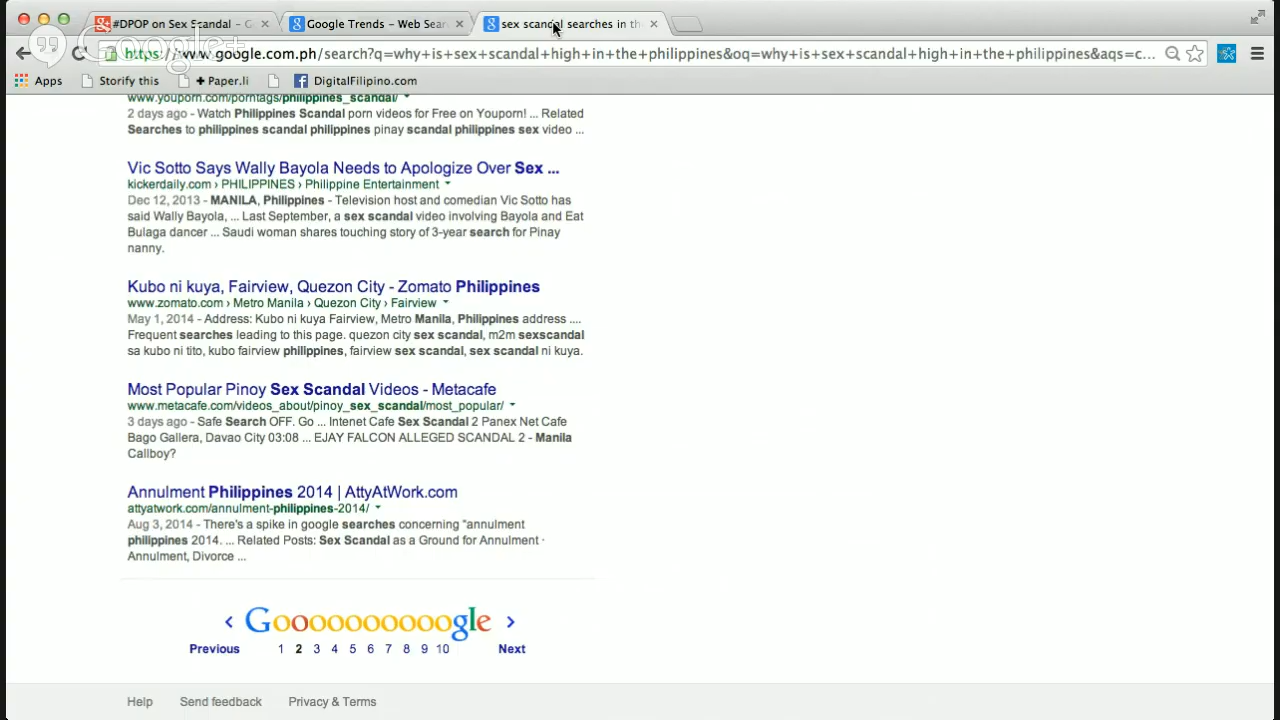 #DPOP on Sex Scandal – G
Google Trends – Web Sear
sex scandal searches in th
Google+
https://www.google.com.ph/search?q=why+is+sex+scandal+high+in+the+philippines&oq=why+is+sex+scandal+high+in+the+philippines&aqs=c...
Apps
Storify this
✚ Paper.li
DigitalFilipino.com
www.youporn.com/porntags/philippines_scandal/
2 days ago - Watch Philippines Scandal porn videos for Free on Youporn! ... Related
Searches to philippines scandal philippines pinay scandal philippines sex video ...
Vic Sotto Says Wally Bayola Needs to Apologize Over Sex ...
kickerdaily.com › PHILIPPINES › Philippine Entertainment
Dec 12, 2013 - MANILA, Philippines - Television host and comedian Vic Sotto has
said Wally Bayola, ... Last September, a sex scandal video involving Bayola and Eat
Bulaga dancer ... Saudi woman shares touching story of 3-year search for Pinay
nanny.
Kubo ni kuya, Fairview, Quezon City - Zomato Philippines
www.zomato.com › Metro Manila › Quezon City › Fairview
May 1, 2014 - Address: Kubo ni kuya Fairview, Metro Manila, Philippines address ....
Frequent searches leading to this page. quezon city sex scandal, m2m sexscandal
sa kubo ni tito, kubo fairview philippines, fairview sex scandal, sex scandal ni kuya.
Most Popular Pinoy Sex Scandal Videos - Metacafe
www.metacafe.com/videos_about/pinoy_sex_scandal/most_popular/
3 days ago - Safe Search OFF. Go ... Intenet Cafe Sex Scandal 2 Panex Net Cafe
Bago Gallera, Davao City 03:08 ... EJAY FALCON ALLEGED SCANDAL 2 - Manila
Callboy?
Annulment Philippines 2014 | AttyAtWork.com
attyatwork.com/annulment-philippines-2014/
Aug 3, 2014 - There's a spike in google searches concerning "annulment
philippines 2014. ... Related Posts: Sex Scandal as a Ground for Annulment ·
Annulment, Divorce ...
‹ Goooooooooogle ›
Previous 1 2 3 4 5 6 7 8 9 10 Next
Help Send feedback Privacy & Terms